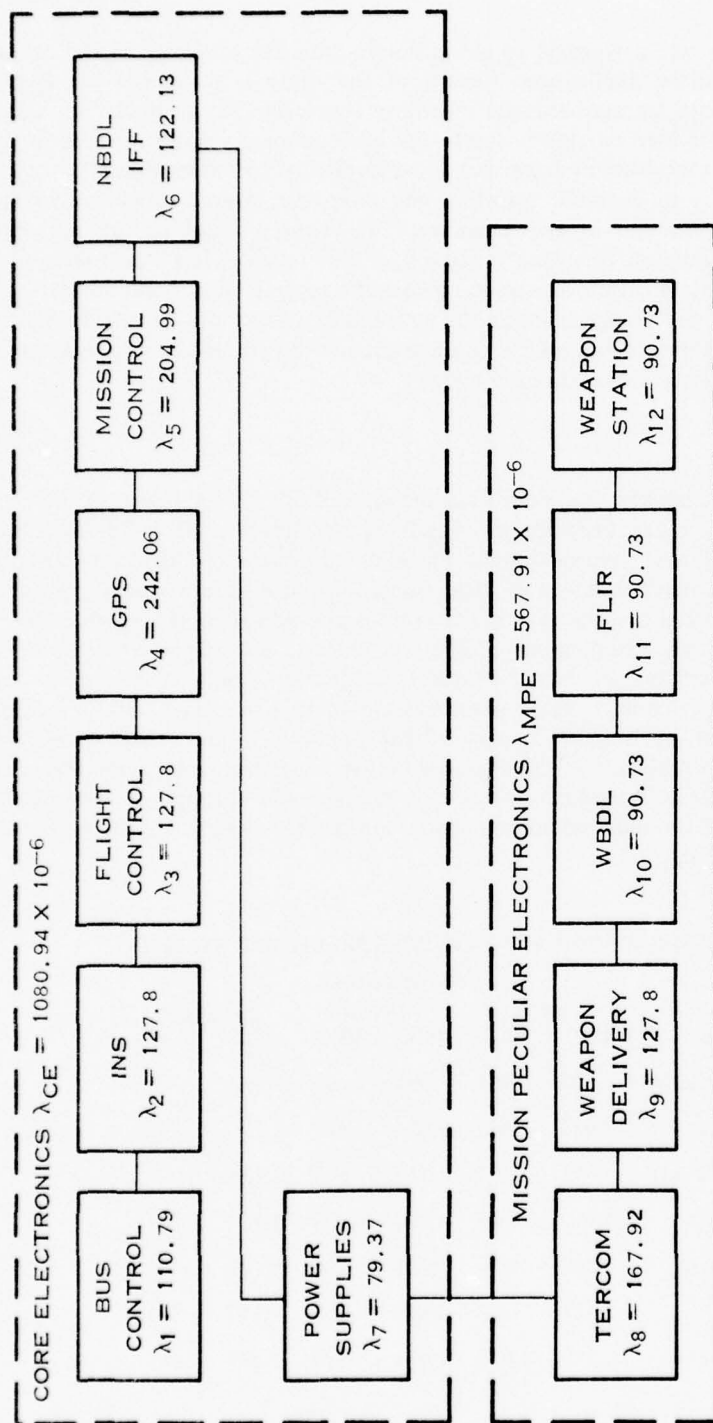 CORE ELECTRONICS λCE = 1080.94 X 10⁻⁶
BUS
CONTROL
λ1 = 110.79
INS
λ2 = 127.8
FLIGHT
CONTROL
λ3 = 127.8
GPS
λ4 = 242.06
MISSION
CONTROL
λ5 = 204.99
NBDL
IFF
λ6 = 122.13
POWER
SUPPLIES
λ7 = 79.37
MISSION PECULIAR ELECTRONICS λMPE = 567.91 X 10⁻⁶
TERCOM
λ8 = 167.92
WEAPON
DELIVERY
λ9 = 127.8
WBDL
λ10 = 90.73
FLIR
λ11 = 90.73
WEAPON
STATION
λ12 = 90.73